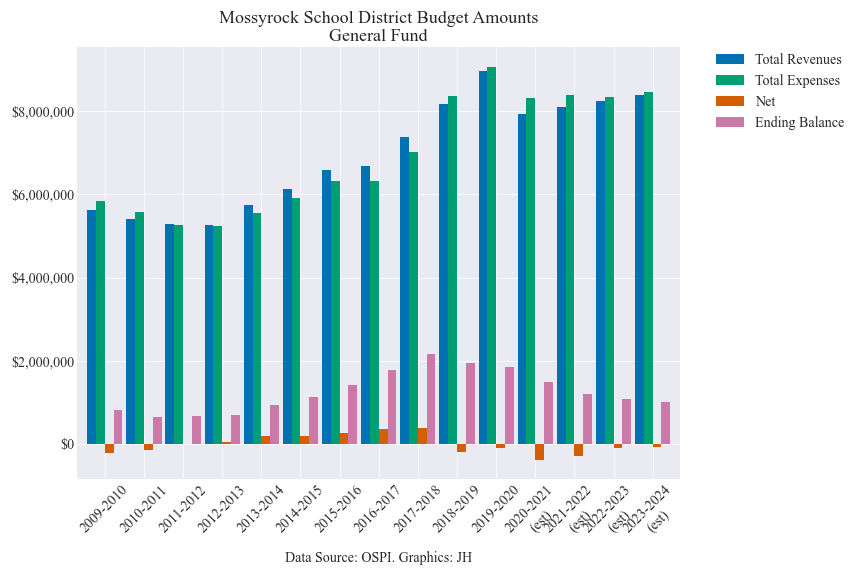 Mossyrock School District Budget Amounts
General Fund
Total Revenues
Total Expenses
Net
Ending Balance
$8,000,000
$6,000,000
$4,000,000
$2,000,000
$0
2009-2010
2010-2011
2011-2012
2012-2013
2013-2014
2014-2015
2015-2016
2016-2017
2017-2018
2018-2019
2019-2020
2020-2021
(est)
2021-2022
(est)
2022-2023
(est)
2023-2024
(est)
Data Source: OSPI. Graphics: JH